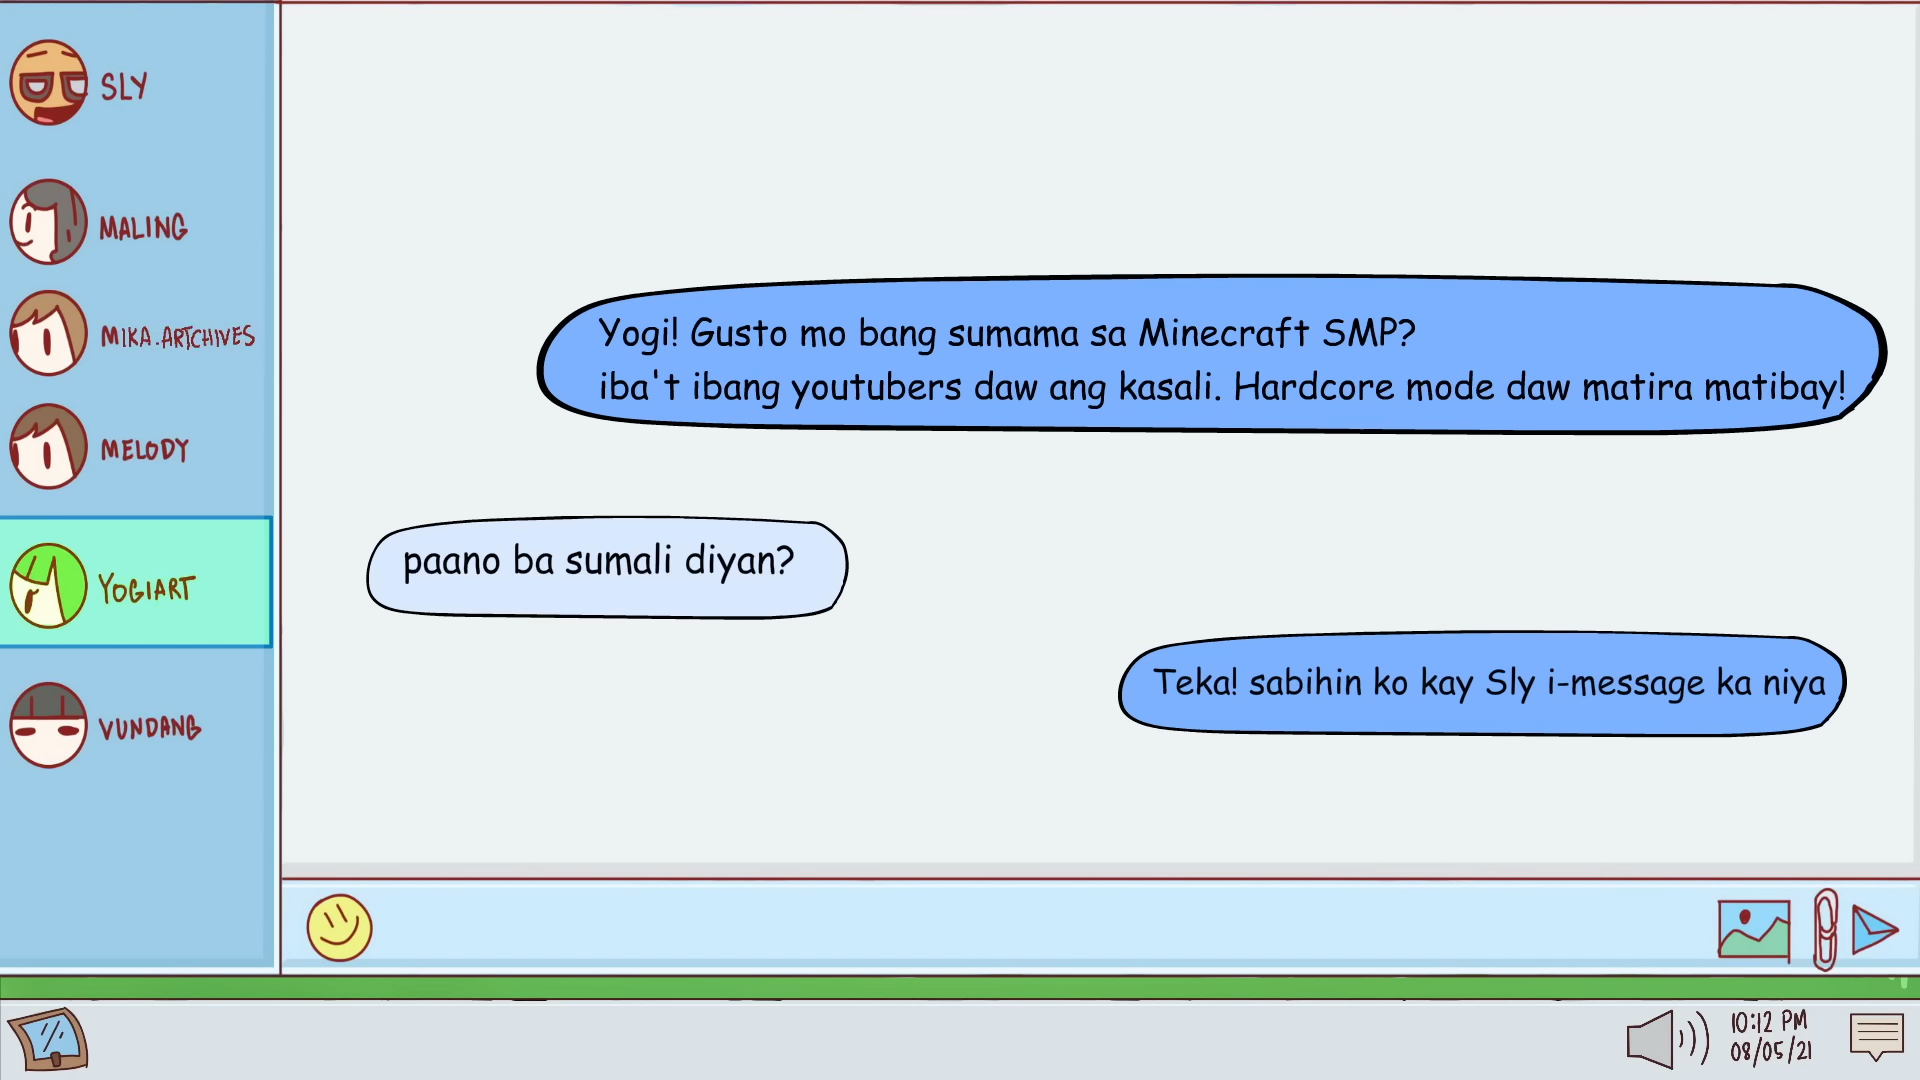 SLY
MALING
MIKA.ARTCHIVES
MELODY
YOGIART
VUNDANG
Yogi! Gusto mo bang sumama sa Minecraft SMP?
iba't ibang youtubers daw ang kasali. Hardcore mode daw matira matibay!
paano ba sumali diyan?
Teka! sabihin ko kay Sly i-message ka niya
10:12 PM
08/05/21